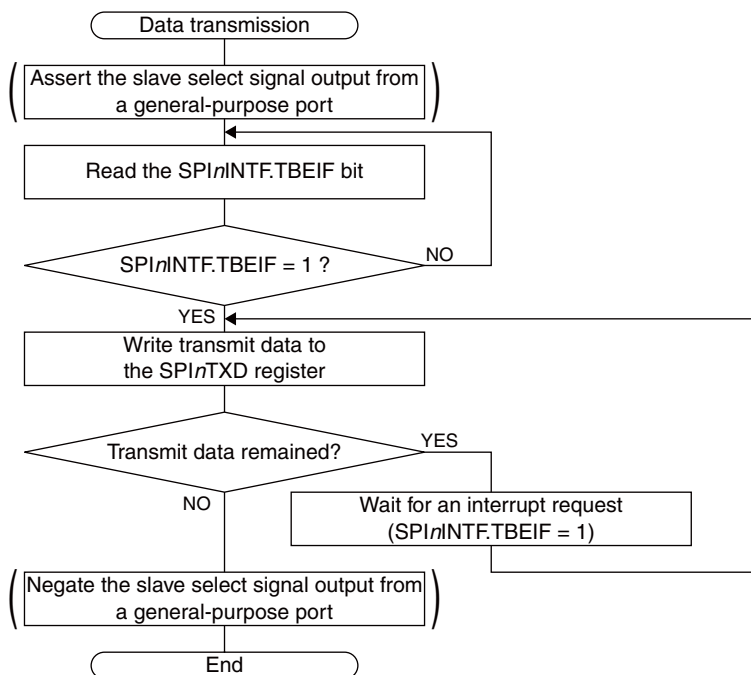 Data transmission
Assert the slave select signal output from
a general-purpose port
Read the SPInINTF.TBEIF bit
SPInINTF.TBEIF = 1 ?
NO
YES
Write transmit data to
the SPInTXD register
Transmit data remained?
YES
NO
Wait for an interrupt request
(SPInINTF.TBEIF = 1)
Negate the slave select signal output from
a general-purpose port
End